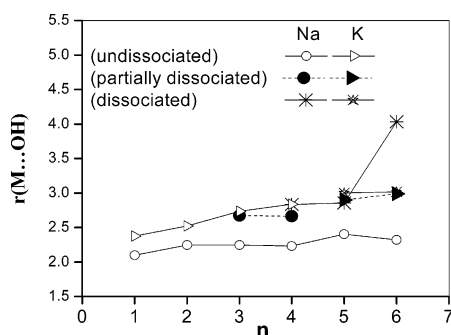 Na K
(undissociated)
(partially dissociated)
(dissociated)
r(M...OH)
5.5
5.0
4.5
4.0
3.5
3.0
2.5
2.0
1.5
0 1 2 3 4 5 6 7
n